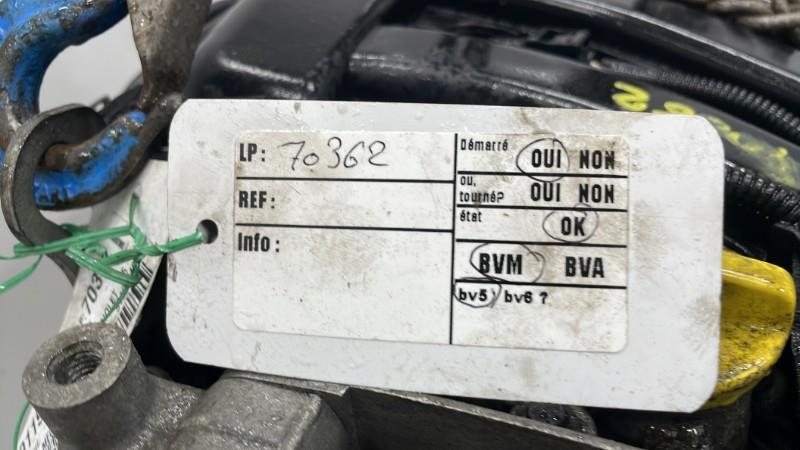 LP: 70362
REF:
Info :
Démarré OUI NON
ou, tourné? OUI NON
état OK
BVM BVA
bv5 / bv6 ?